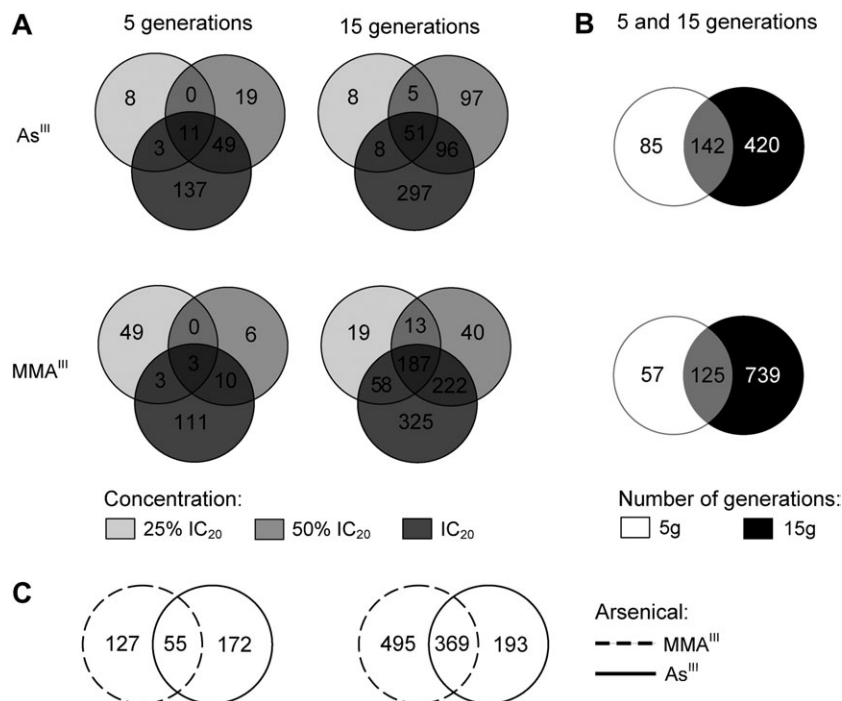 A 5 generations 15 generations B 5 and 15 generations
8 0 19 8 5 97
As^III 11 51 85 142 420
3 49 8 96
137 297
49 0 6 19 13 40
MMA^III 3 187 57 125 739
3 10 58 222
111 325
Concentration: Number of generations:
25% IC₂₀ 50% IC₂₀ IC₂₀ 5g 15g
C Arsenical:
127 55 172 495 369 193 MMA^III
As^III